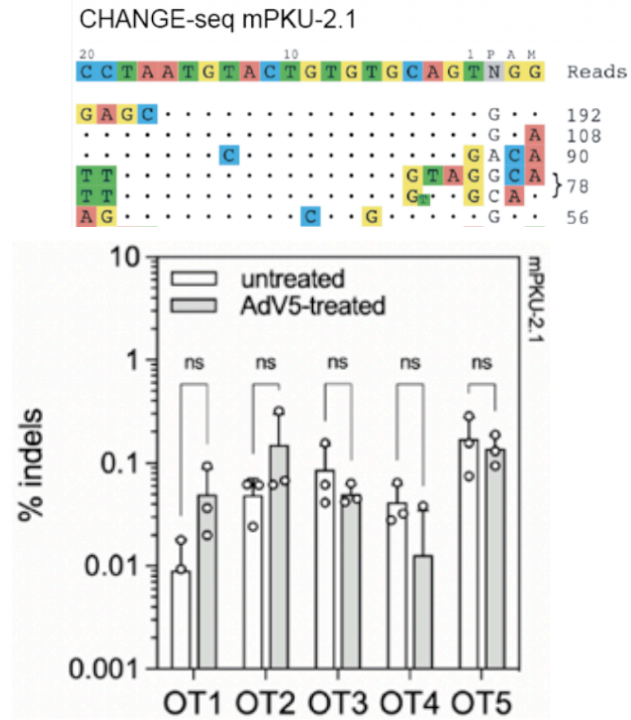 CHANGE-seq mPKU-2.1
20 10 1 P A M
C C T A A T G T A C T G T G T G C A G T N G G Reads
G A G C · · · · · · · · · · · · · · · · G · · 192
· · · · · · · · · · · · · · · · · · · · G · A 108
· · · · · · · C · · · · · · · · · · · G A C A 90
T T · · · · · · · · · · · · · · G T A G G C A
T T · · · · · · · · · · · · · · G T · · G C A · } 78
A G · · · · · · · · · C · · G · · · · · G · · 56
10
untreated
AdV5-treated
mPKU-2.1
ns ns ns ns ns
1
0.1
0.01
0.001
% indels
OT1 OT2 OT3 OT4 OT5